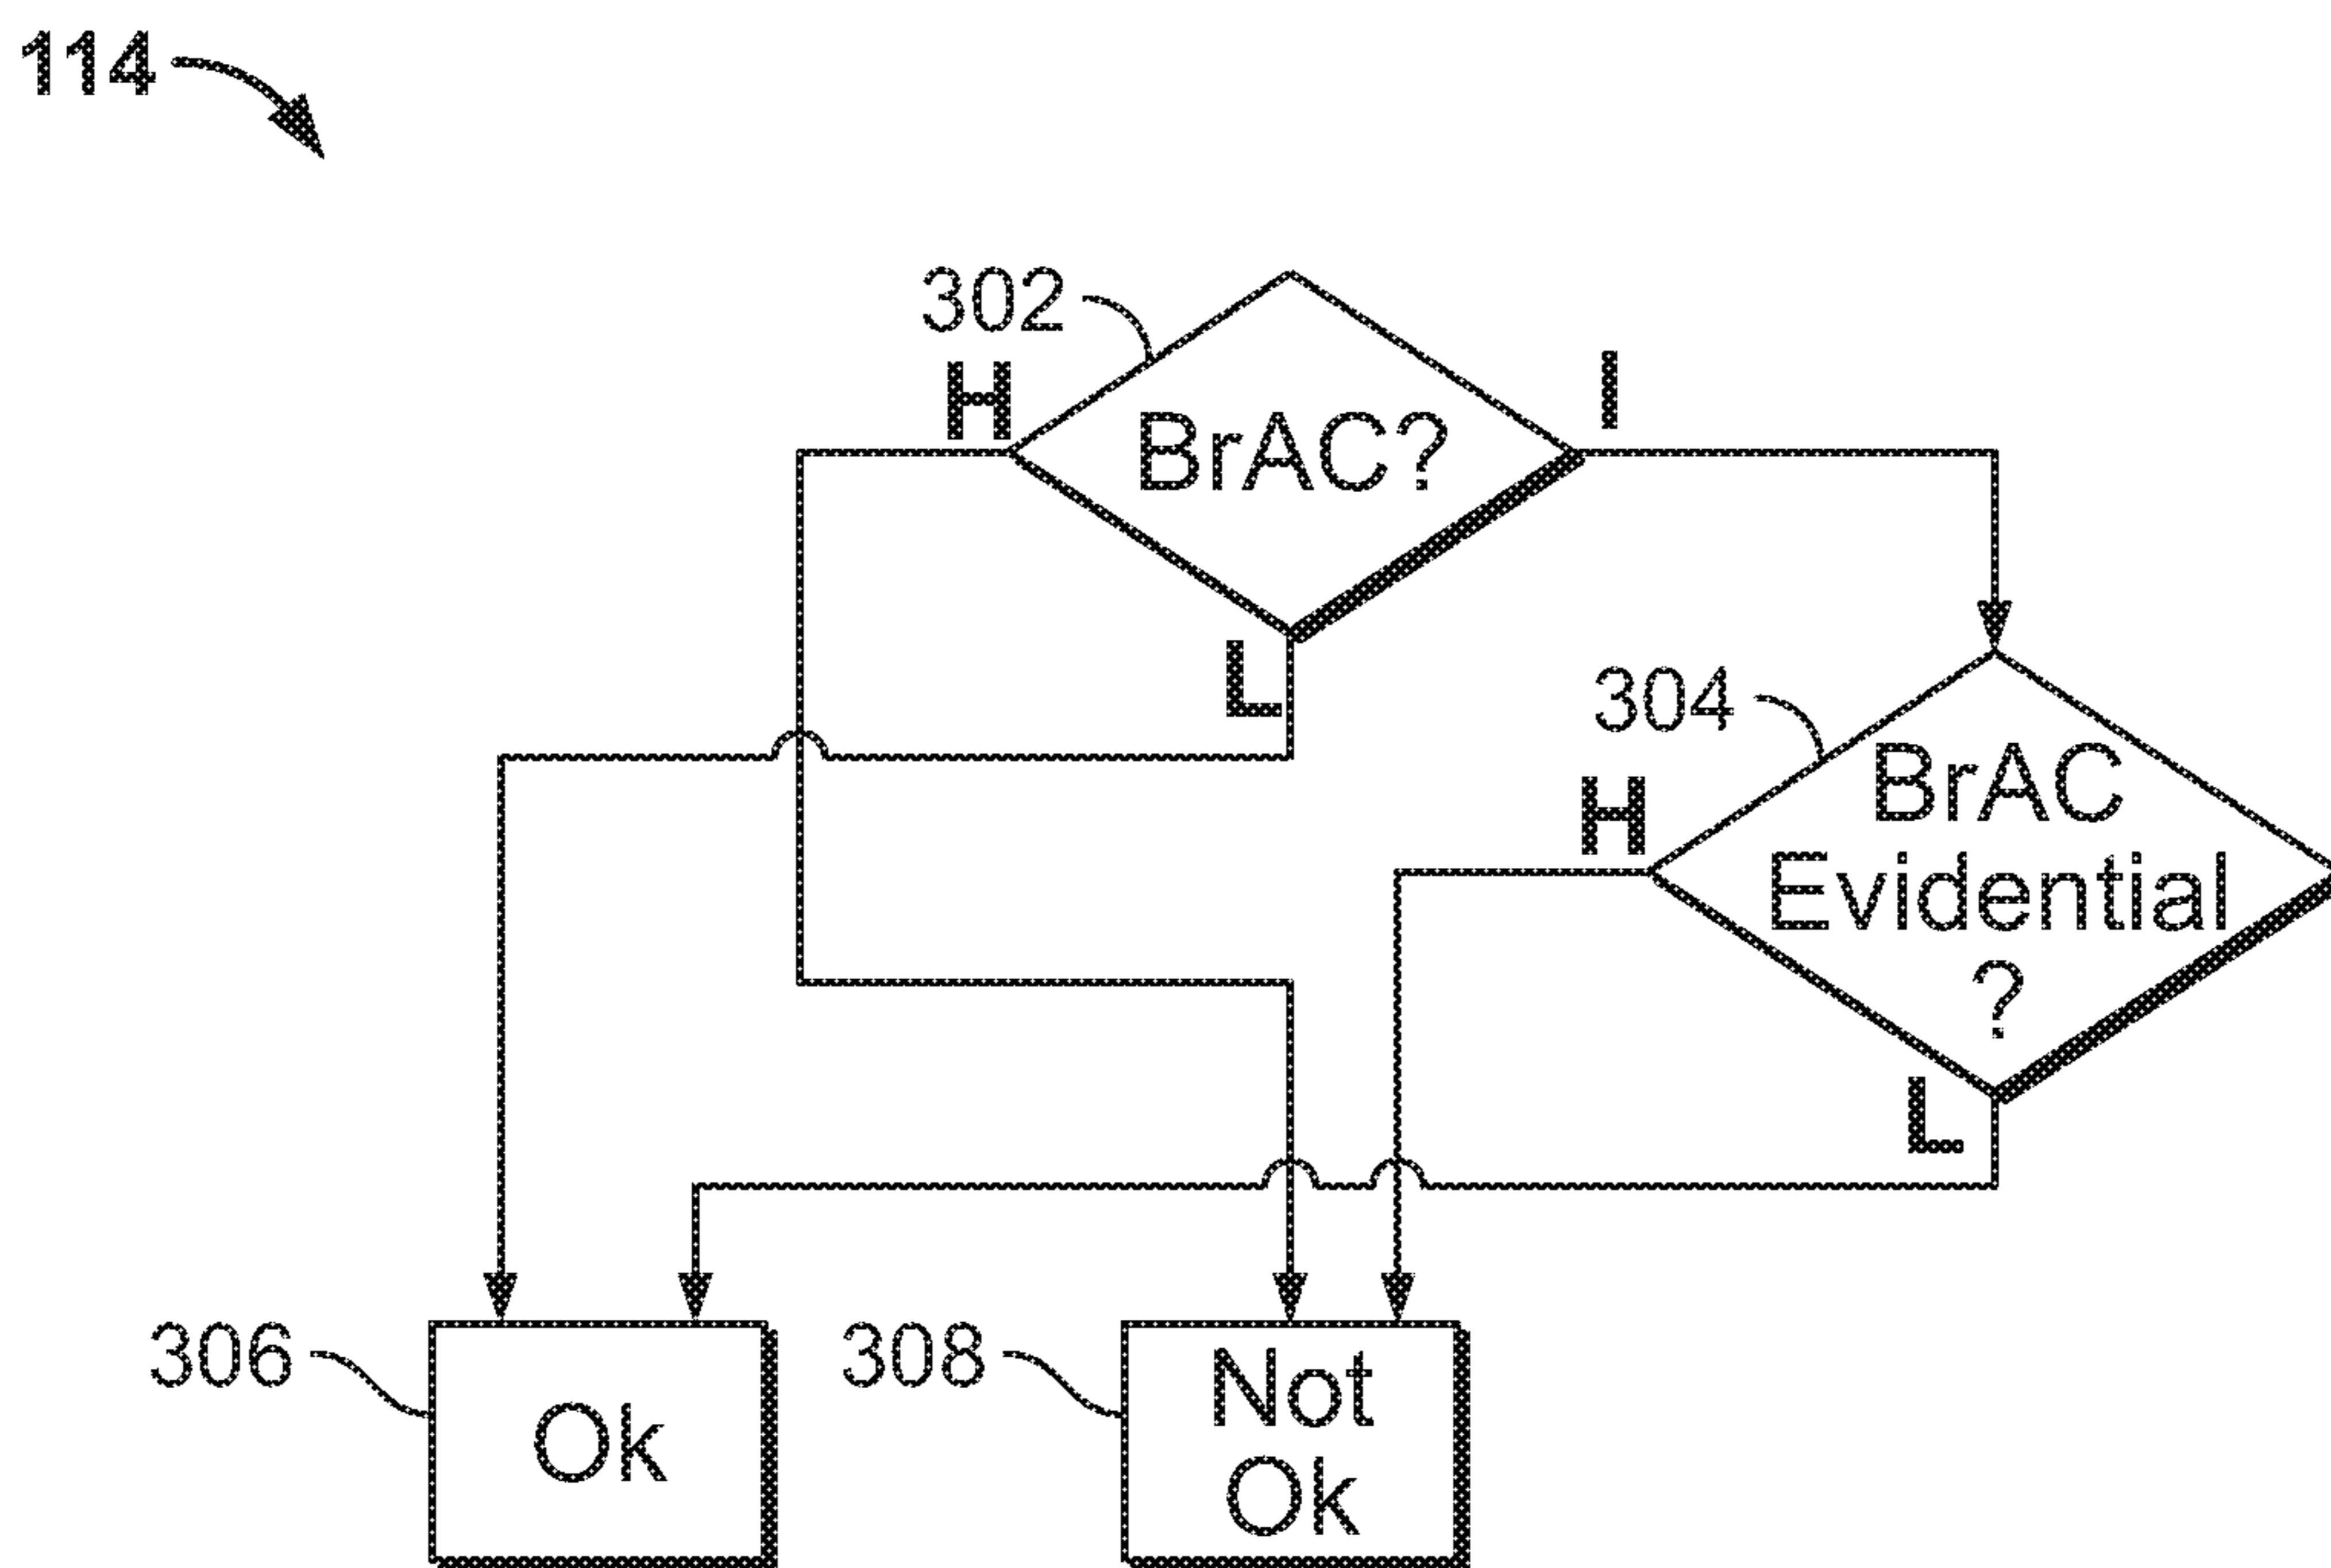 114
302
H
BrAC?
I
L
304
H
BrAC
Evidential
?
L
306
Ok
308
Not
Ok